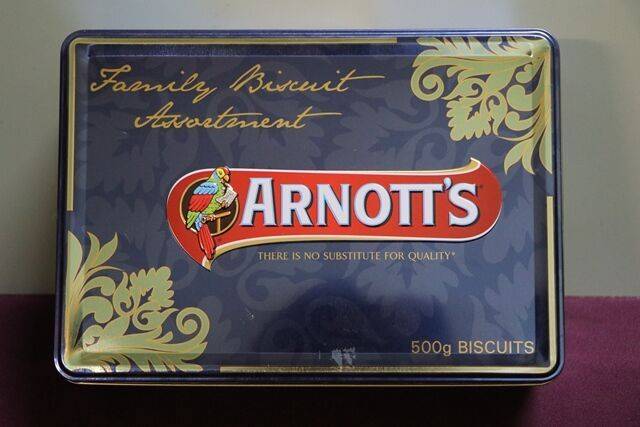 Family Biscuit
Assortment
ARNOTT'S
THERE IS NO SUBSTITUTE FOR QUALITY*
500g BISCUITS